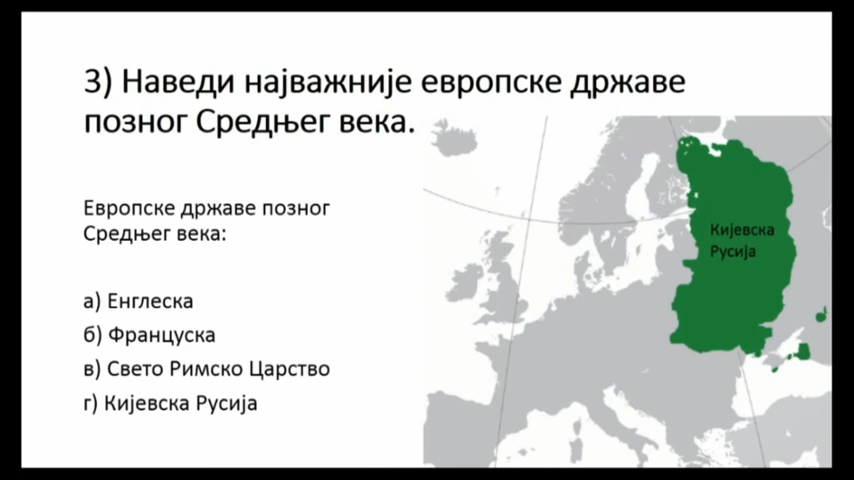 3) Наведи најважније европске државе
позног Средњег века.
Европске државе позног
Средњег века:
а) Енглеска
б) Француска
в) Свето Римско Царство
г) Кијевска Русија
Кијевска
Русија